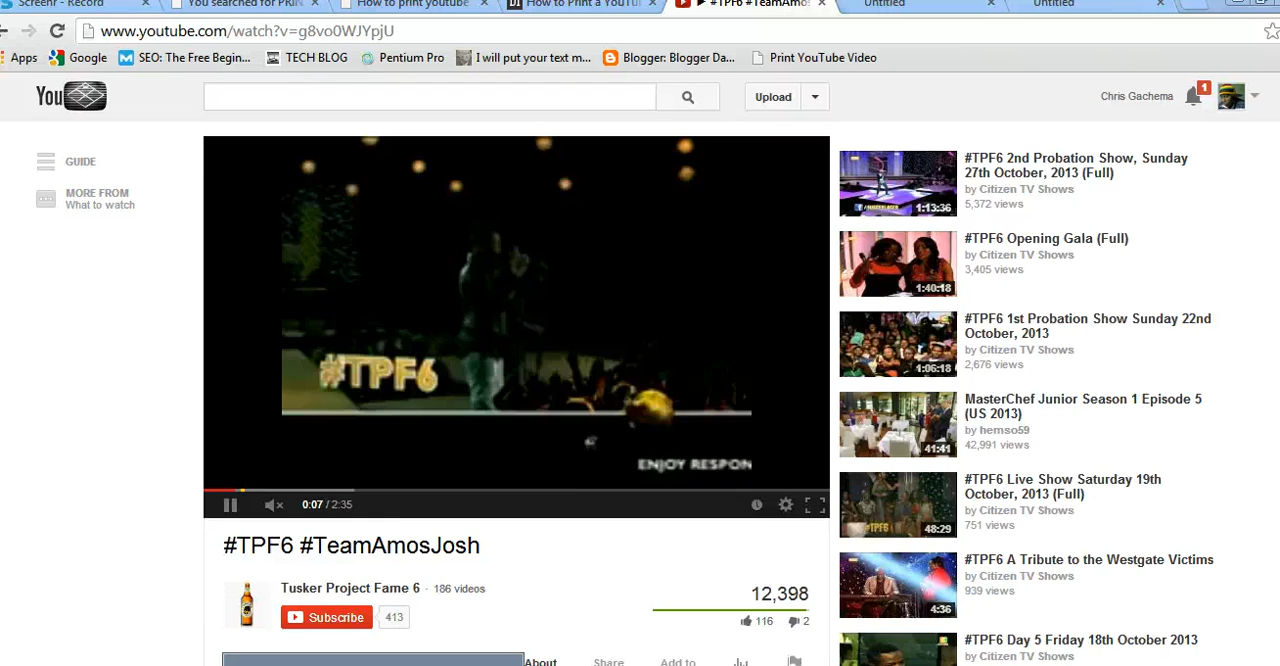 Screenr - Record
You searched for PRIN
How to print youtube
DI How to Print a YouTu
▶ #TPF6 #TeamAmos
Untitled
Untitled
www.youtube.com/watch?v=g8vo0WJYpjU
Apps
Google
SEO: The Free Begin...
TECH BLOG
Pentium Pro
I will put your text m...
Blogger: Blogger Da...
Print YouTube Video
You
Upload
Chris Gachema
1
GUIDE
MORE FROM
What to watch
#TPF6
ENJOY RESPON
0:07 / 2:35
#TPF6 #TeamAmosJosh
Tusker Project Fame 6 · 186 videos
Subscribe
413
12,398
116
2
About
Share
Add to
1:13:36
#TPF6 2nd Probation Show, Sunday
27th October, 2013 (Full)
by Citizen TV Shows
5,372 views
1:40:18
#TPF6 Opening Gala (Full)
by Citizen TV Shows
3,405 views
1:06:18
#TPF6 1st Probation Show Sunday 22nd
October, 2013
by Citizen TV Shows
2,676 views
41:41
MasterChef Junior Season 1 Episode 5
(US 2013)
by hemso59
42,991 views
#TPF6
48:29
#TPF6 Live Show Saturday 19th
October, 2013 (Full)
by Citizen TV Shows
751 views
4:36
#TPF6 A Tribute to the Westgate Victims
by Citizen TV Shows
939 views
#TPF6 Day 5 Friday 18th October 2013
by Citizen TV Shows